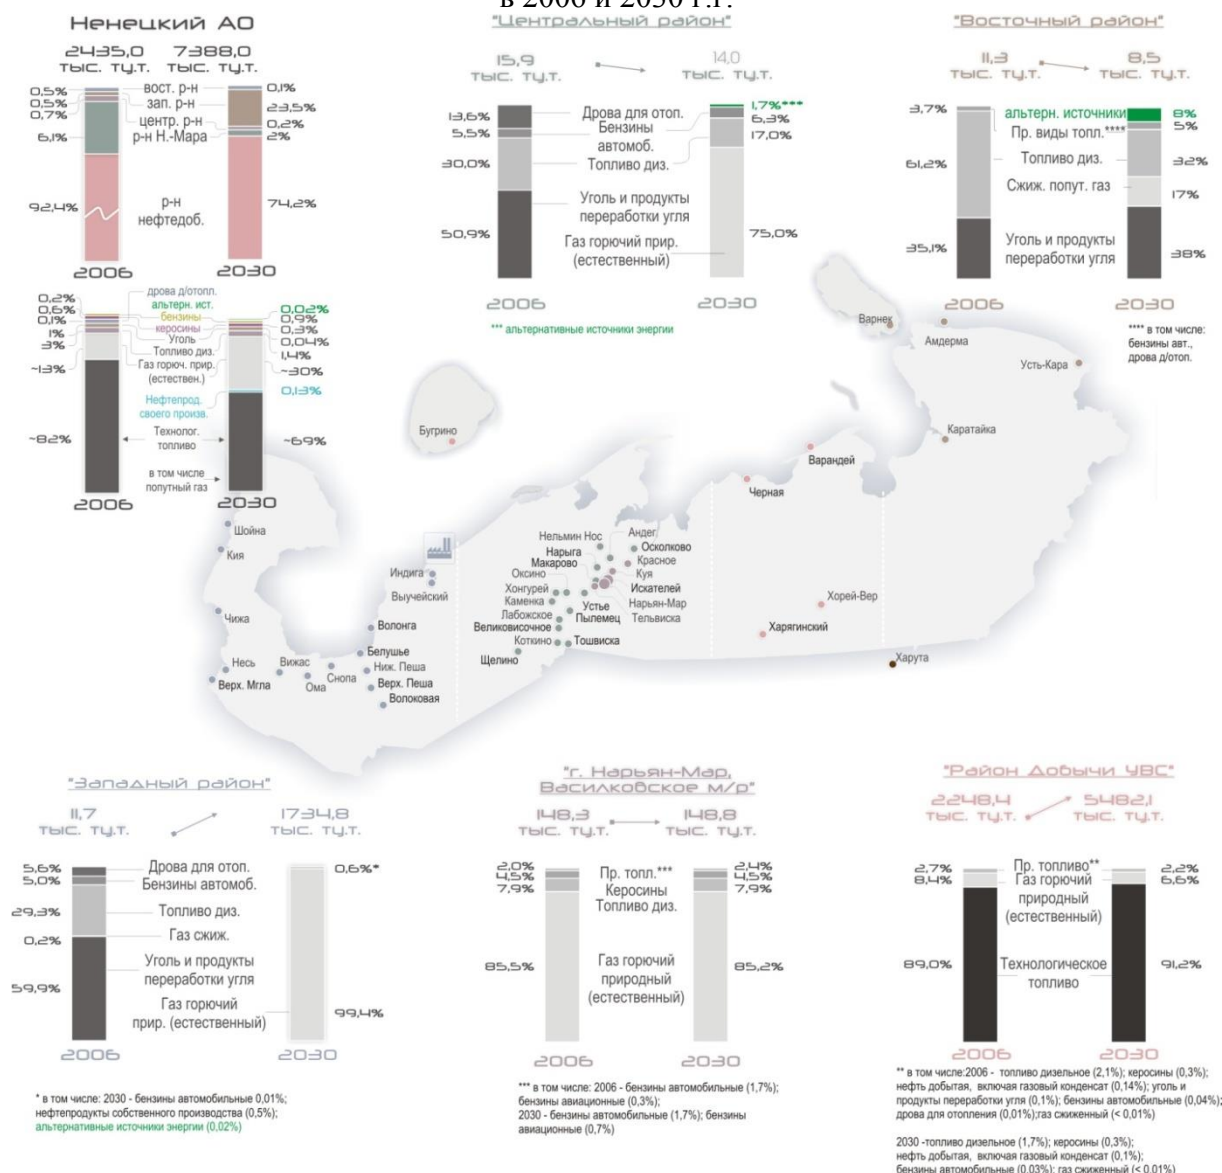 в 2006 и 2030 г.г.
Ненецкий АО
2435,0 7388,0
тыс. ту.т. тыс. ту.т.
0,5% вост. р-н 0,1%
0,5% зап. р-н 23,5%
0,7% центр. р-н 0,2%
6,1% р-н Н.-Мара 2%
92,4% р-н
нефтедоб. 74,2%
2006 2030
0,2% дрова д/отопл.
альтерн. ист. 0,02%
0,6% бензины 0,9%
0,1% керосины 0,3%
1% Уголь 0,04%
3% Топливо диз. 1,4%
~13% Газ горюч. прир.
(естествен.) ~30%
Нефтепрод.
своего произв. 0,13%
~82% Технолог.
топливо ~69%
в том числе
попутный газ
2006 2030
"Центральный район"
15,9 14,0
тыс. ту.т. тыс. ту.т.
1,7%***
13,6% Дрова для отоп.
5,5% Бензины
автомоб. 6,3%
30,0% Топливо диз. 17,0%
50,9% Уголь и продукты
переработки угля
Газ горючий прир.
(естественный) 75,0%
2006 2030
*** альтернативные источники энергии
"Восточный район"
11,3 8,5
тыс. ту.т. тыс. ту.т.
альтерн. источники 8%
3,7% Пр. виды топл.**** 5%
61,2% Топливо диз. 32%
Сжиж. попут. газ 17%
35,1% Уголь и продукты
переработки угля 38%
2006 2030
**** в том числе:
бензины авт.,
дрова д/отоп.
Варнек
Амдерма
Усть-Кара
Бугрино
Каратайка
Варандей
Черная
Шойна
Кия
Нельмин Нос
Андег
Осколково
Нарыга
Макарово
Красное
Индига
Оксино
Куя
Выучейский
Хонгурей
Искателей
Каменка
Нарьян-Мар
Хорей-Вер
Чижа
Лабожское
Устье
Тельвиска
Волонга
Великовисочное
Пылемец
Харягинский
Белушье
Коткино
Тошвиска
Щелино
Харута
Несь
Вижас
Снопа
Ниж. Пеша
Верх. Мгла
Ома
Верх. Пеша
Волоковая
"Западный район"
11,7 1734,8
тыс. ту.т. тыс. ту.т.
5,6% Дрова для отоп. 0,6%*
5,0% Бензины автомоб.
29,3% Топливо диз.
0,2% Газ сжиж.
59,9% Уголь и продукты
переработки угля
Газ горючий
прир. (естественный) 99,4%
2006 2030
* в том числе: 2030 - бензины автомобильные 0,01%;
нефтепродукты собственного производства (0,5%);
альтернативные источники энергии (0,02%)
"г. Нарьян-Мар,
Василковское м/р"
148,3 148,8
тыс. ту.т. тыс. ту.т.
2,0% Пр. топл.*** 2,4%
4,5% Керосины 4,5%
7,9% Топливо диз. 7,9%
85,5% Газ горючий
природный
(естественный) 85,2%
2006 2030
*** в том числе: 2006 - бензины автомобильные (1,7%);
бензины авиационные (0,3%);
2030 - бензины автомобильные (1,7%); бензины
авиационные (0,7%)
"Район Добычи УВС"
2248,4 5482,1
тыс. ту.т. тыс. ту.т.
2,7% Пр. топливо** 2,2%
8,4% Газ горючий
природный
(естественный) 6,6%
89,0% Технологическое
топливо 91,2%
2006 2030
** в том числе:2006 - топливо дизельное (2,1%); керосины (0,3%);
нефть добытая, включая газовый конденсат (0,14%); уголь и
продукты переработки угля (0,1%); бензины автомобильные (0,04%);
дрова для отопления (0,01%);газ сжиженный (< 0,01%)
2030 -топливо дизельное (1,7%); керосины (0,3%);
нефть добытая, включая газовый конденсат (0,1%);
бензины автомобильные (0,03%); газ сжиженный (< 0,01%)